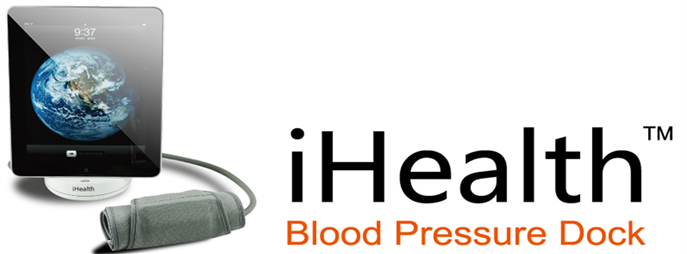 9:37
iHealth
iHealth™
Blood Pressure Dock